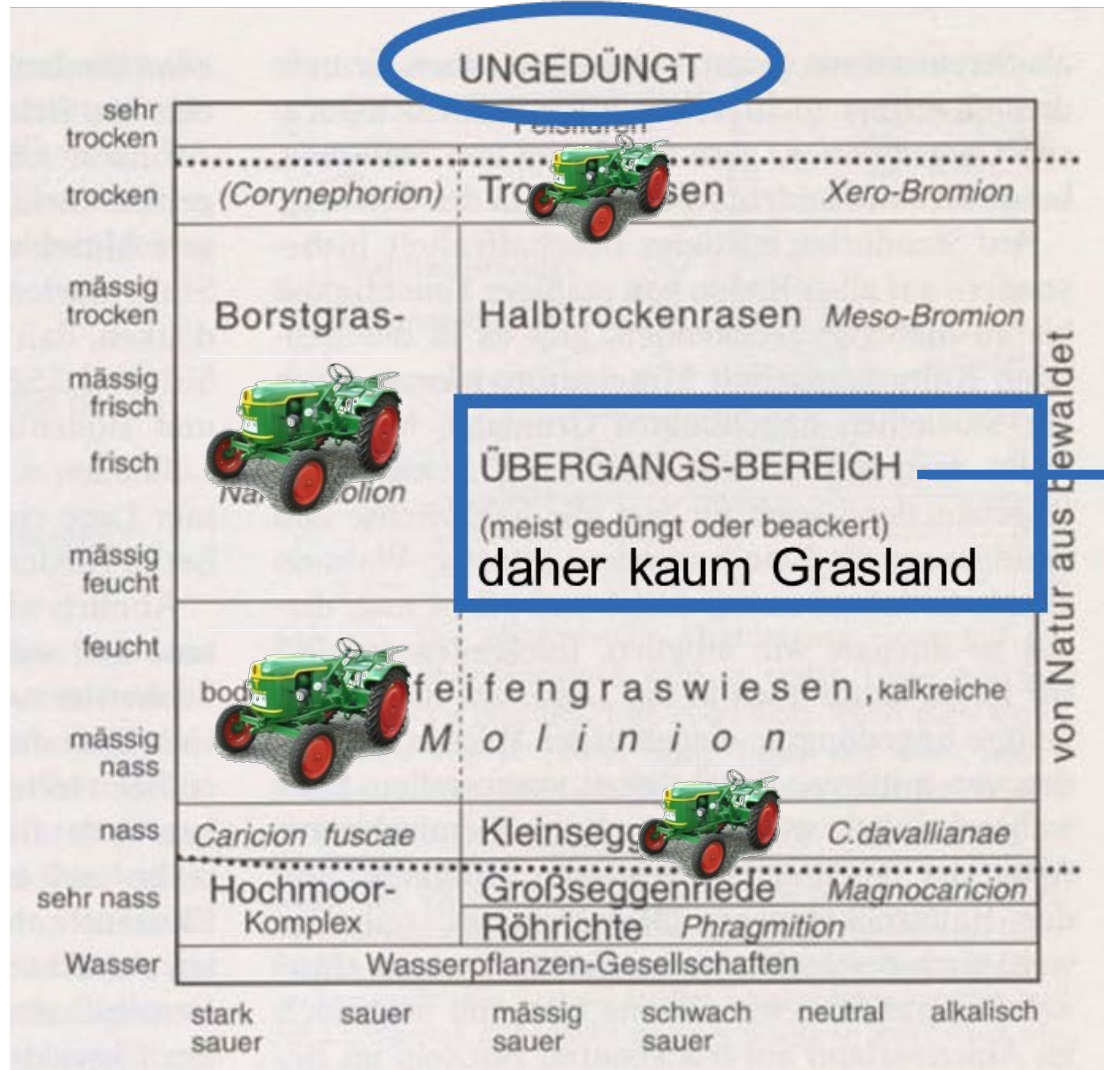 UNGEDÜNGT
sehr
trocken
Felsfluren
trocken
(Corynephorion)
Xero-Bromion
mässig
trocken
Borstgras-
Halbtrockenrasen Meso-Bromion
mässig
frisch
frisch
ÜBERGANGS-BEREICH
(meist gedüngt oder beackert)
daher kaum Grasland
mässig
feucht
feucht
feifengraswiesen, kalkreiche
mässig
nass
Molinion
nass
Caricion fuscae
C.davallianae
sehr nass
Hochmoor-
Komplex
Großseggenriede Magnocaricion
Röhrichte Phragmition
Wasser
Wasserpflanzen-Gesellschaften
stark
sauer
sauer
mässig
sauer
schwach
sauer
neutral
alkalisch
von Natur aus bewaldet